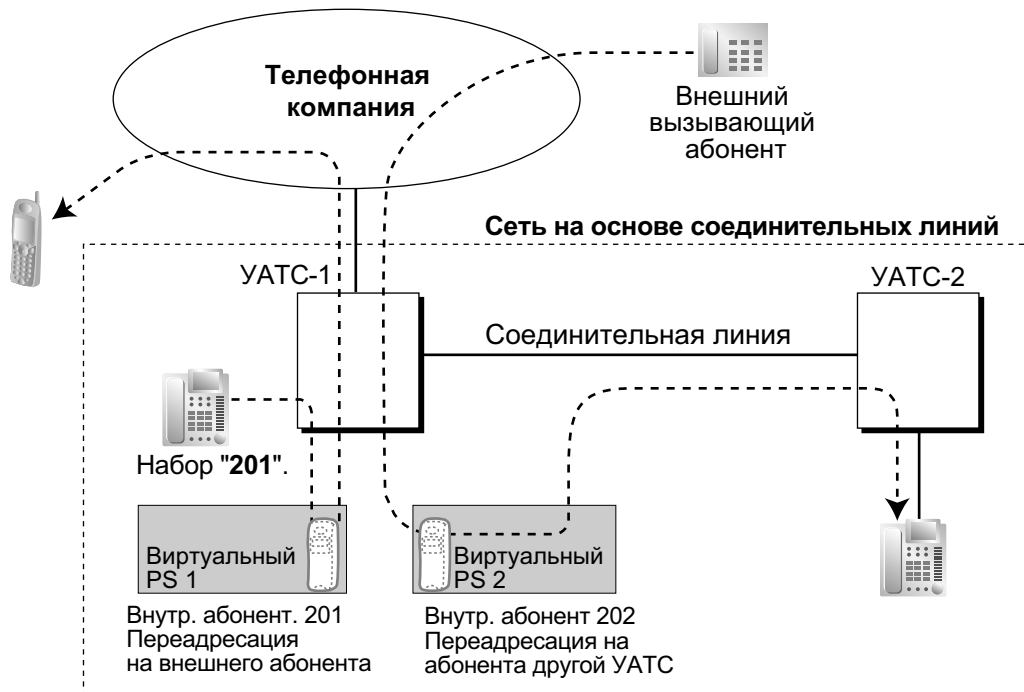 Телефонная
компания
Внешний
вызывающий
абонент
Сеть на основе соединительных линий
УАТС-1
УАТС-2
Соединительная линия
Набор "201".
Виртуальный
PS 1
Виртуальный
PS 2
Внутр. абонент. 201
Переадресация
на внешнего абонента
Внутр. абонент 202
Переадресация на
абонента другой УАТС